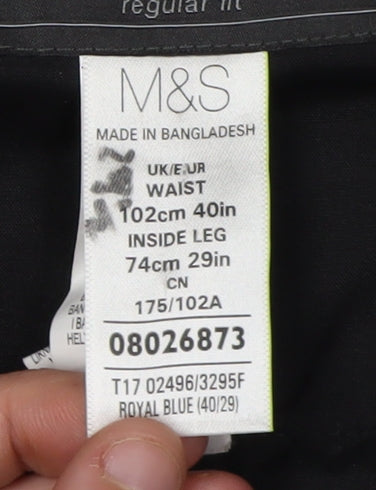 regular fit
M&S
MADE IN BANGLADESH
UK/EUR
WAIST
102cm 40in
INSIDE LEG
74cm 29in
CN
175/102A
08026873
T17 02496/3295F
ROYAL BLUE (40/29)